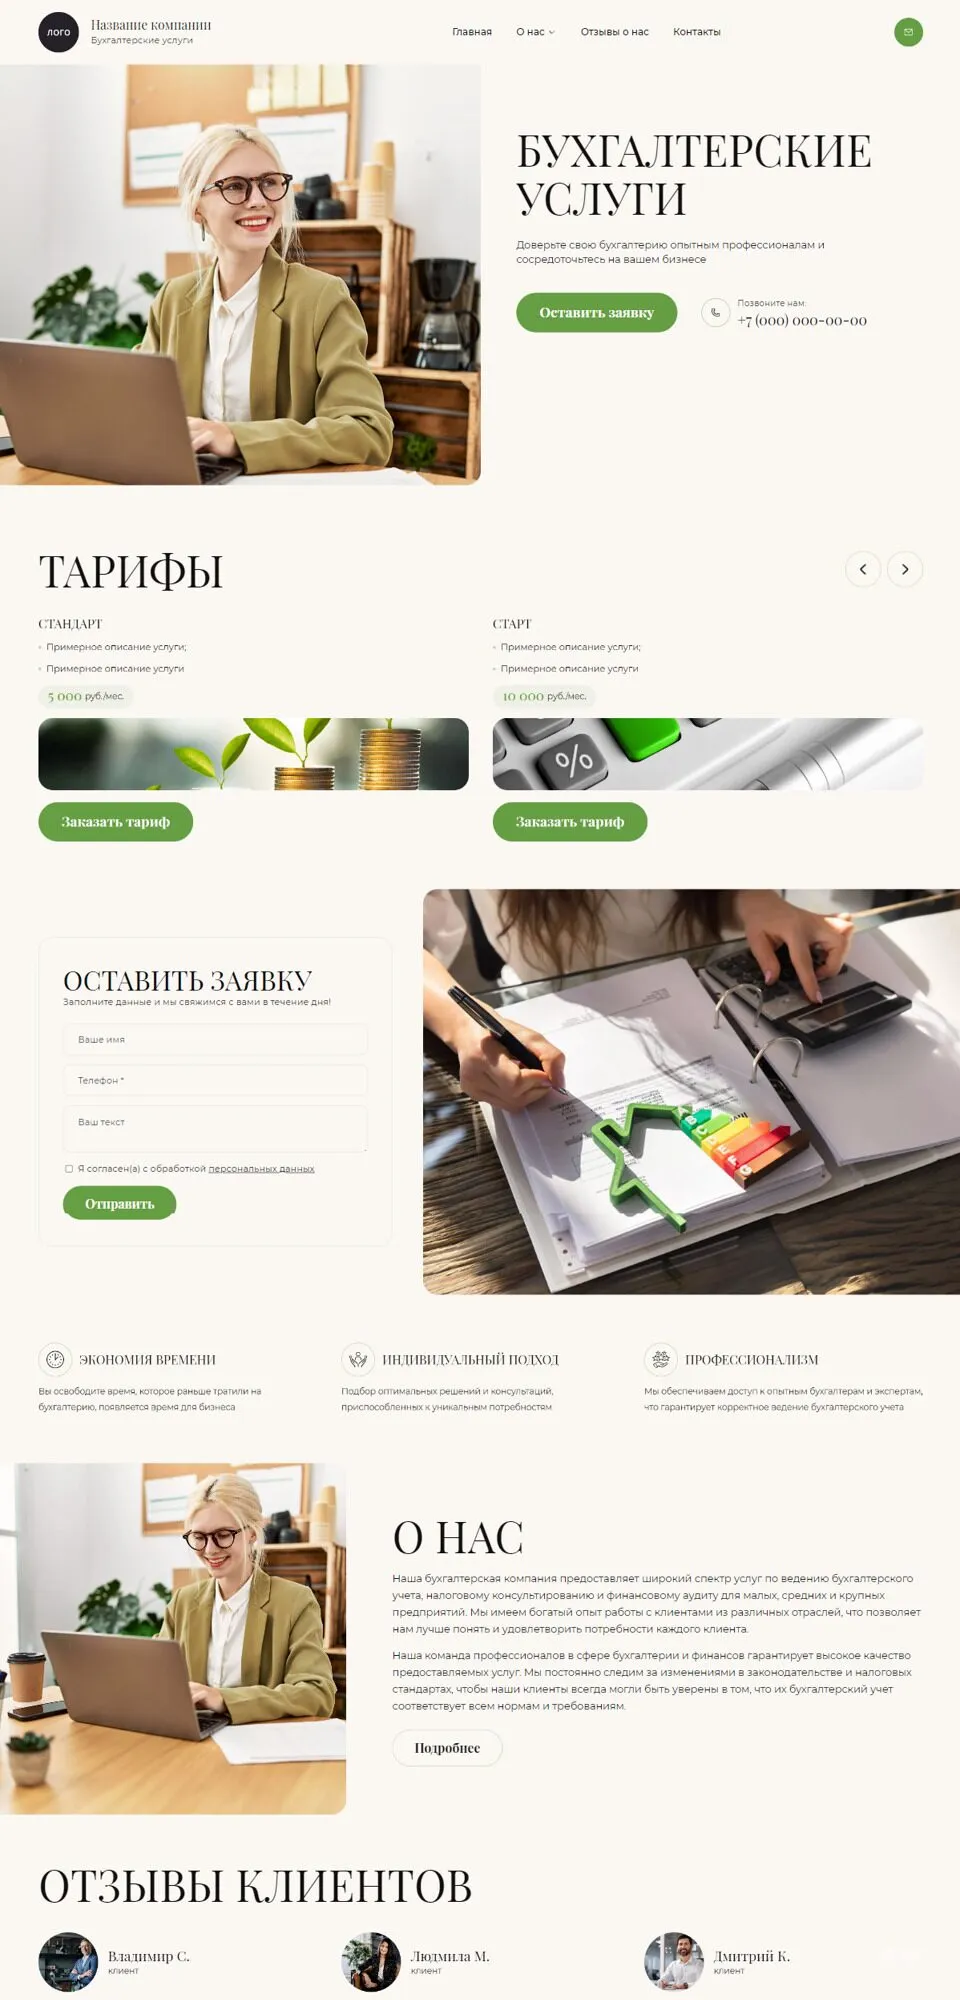 ЛОГО
Название компании
Бухгалтерские услуги
Главная
О нас
Отзывы о нас
Контакты
БУХГАЛТЕРСКИЕ
УСЛУГИ
Доверьте свою бухгалтерию опытным профессионалам и
сосредоточьтесь на вашем бизнесе
Оставить заявку
Позвоните нам:
+7 (000) 000-00-00
ТАРИФЫ
СТАНДАРТ
Примерное описание услуги;
Примерное описание услуги
5 000 руб./мес.
Заказать тариф
СТАРТ
Примерное описание услуги;
Примерное описание услуги
10 000 руб./мес.
%
Заказать тариф
ОСТАВИТЬ ЗАЯВКУ
Заполните данные и мы свяжимся с вами в течение дня!
Ваше имя
Телефон *
Ваш текст
Я согласен(а) с обработкой персональных данных
Отправить
ЭКОНОМИЯ ВРЕМЕНИ
Вы освободите время, которое раньше тратили на
бухгалтерию, появляется время для бизнеса
ИНДИВИДУАЛЬНЫЙ ПОДХОД
Подбор оптимальных решений и консультаций,
приспособленных к уникальным потребностям
ПРОФЕССИОНАЛИЗМ
Мы обеспечиваем доступ к опытным бухгалтерам и экспертам,
что гарантирует корректное ведение бухгалтерского учета
О НАС
Наша бухгалтерская компания предоставляет широкий спектр услуг по ведению бухгалтерского
учета, налоговому консультированию и финансовому аудиту для малых, средних и крупных
предприятий. Мы имеем богатый опыт работы с клиентами из различных отраслей, что позволяет
нам лучше понять и удовлетворить потребности каждого клиента.
Наша команда профессионалов в сфере бухгалтерии и финансов гарантирует высокое качество
предоставляемых услуг. Мы постоянно следим за изменениями в законодательстве и налоговых
стандартах, чтобы наши клиенты всегда могли быть уверены в том, что их бухгалтерский учет
соответствует всем нормам и требованиям.
Подробнее
ОТЗЫВЫ КЛИЕНТОВ
Владимир С.
клиент
Людмила М.
клиент
Дмитрий К.
клиент